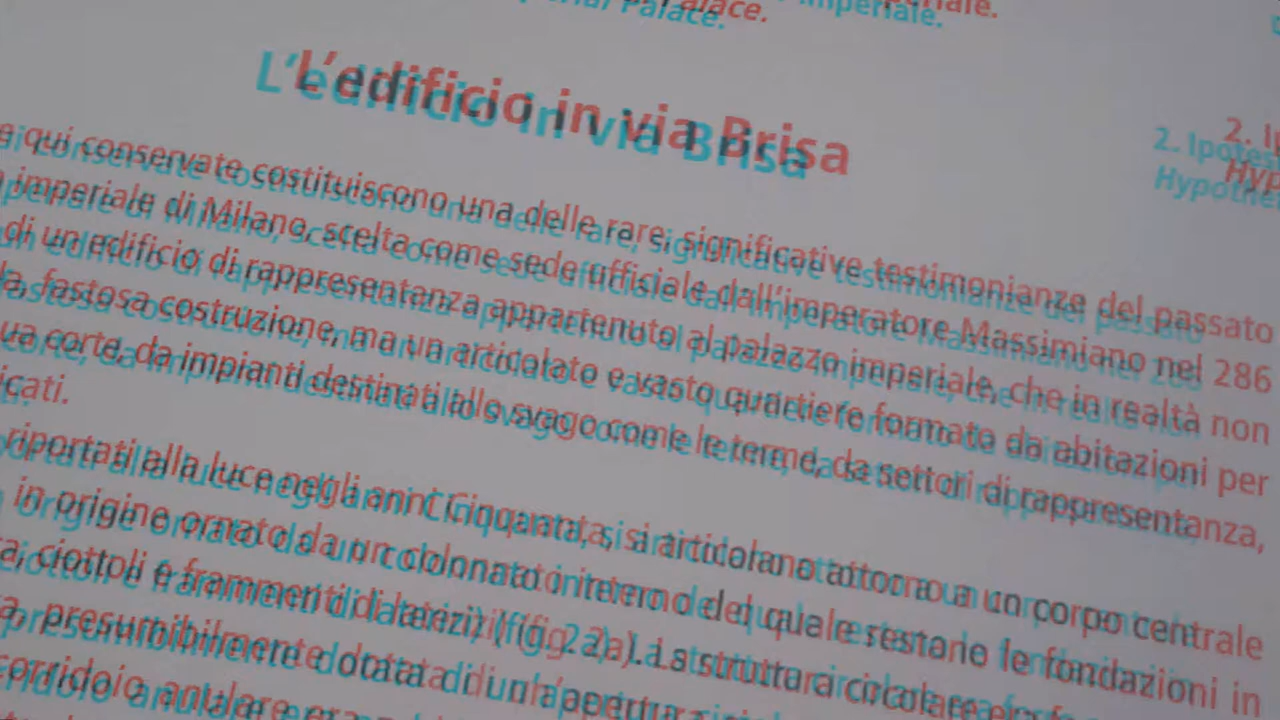 Palace.
imperiale.
L'edificio in via Brisa
2. Ipotesi
Hypothe
qui conservate costituiscono una delle rare, significative testimonianze del passato
imperiale di Milano, scelta come sede ufficiale dall'imperatore Massimiano nel 286
di un edificio di rappresentanza appartenuto al palazzo imperiale, che in realtà non
fastosa costruzione, ma un articolato e vasto quartiere formato da abitazioni per
corte, da impianti destinati allo svago come le terme, da settori di rappresentanza,
icati.
riportati alla luce negli anni Cinquanta, si articolano attorno a un corpo centrale
in origine ornato da un colonnato interno del quale restano le fondazioni in
ciottoli e frammenti di laterizi) (fig. 2a). La struttura circolare
presumibilmente dotata di un'apertura
corridoio anulare